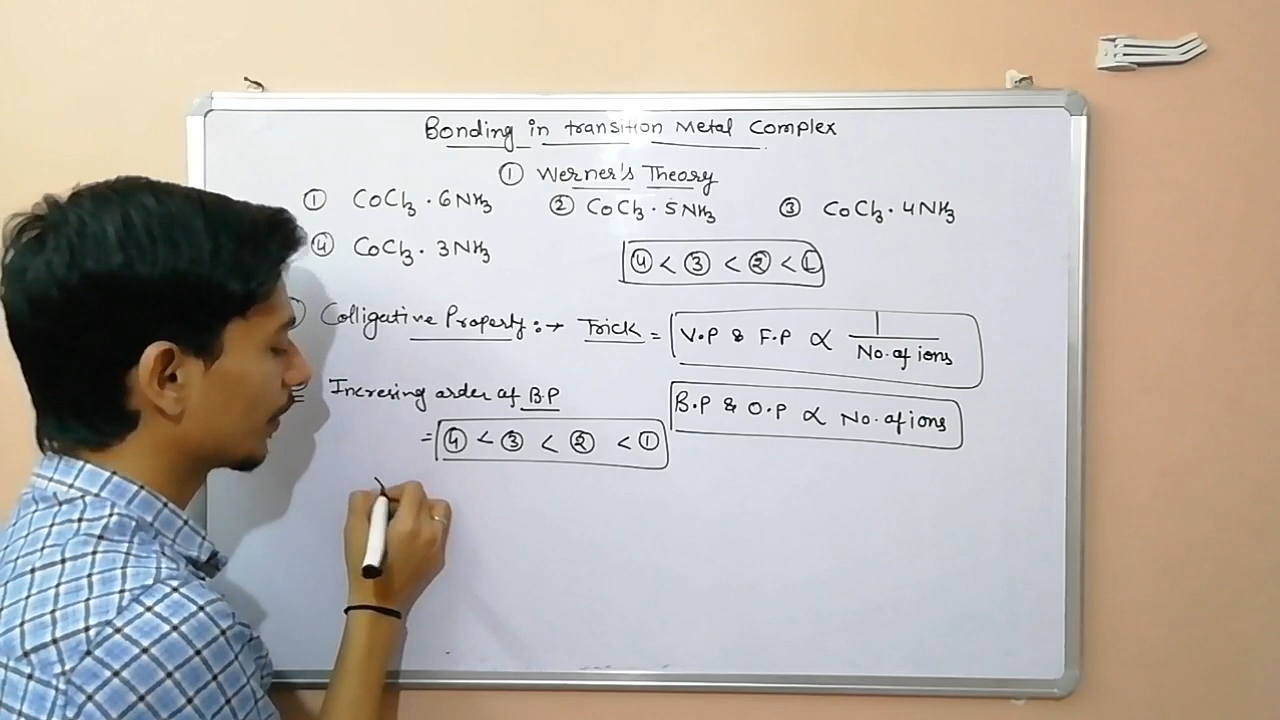 Bonding in transition Metal Complex
① Werner's Theory
① CoCl3 . 6NH3 ② CoCl3 . 5NH3 ③ CoCl3 . 4NH3
④ CoCl3 . 3NH3 ④ < ③ < ② < ①
Colligative Property :→ Trick = V.P & F.P ∝ 1 / No. of ions
Incresing order of B.P B.P & O.P ∝ No. of ions
= ④ < ③ < ② < ①